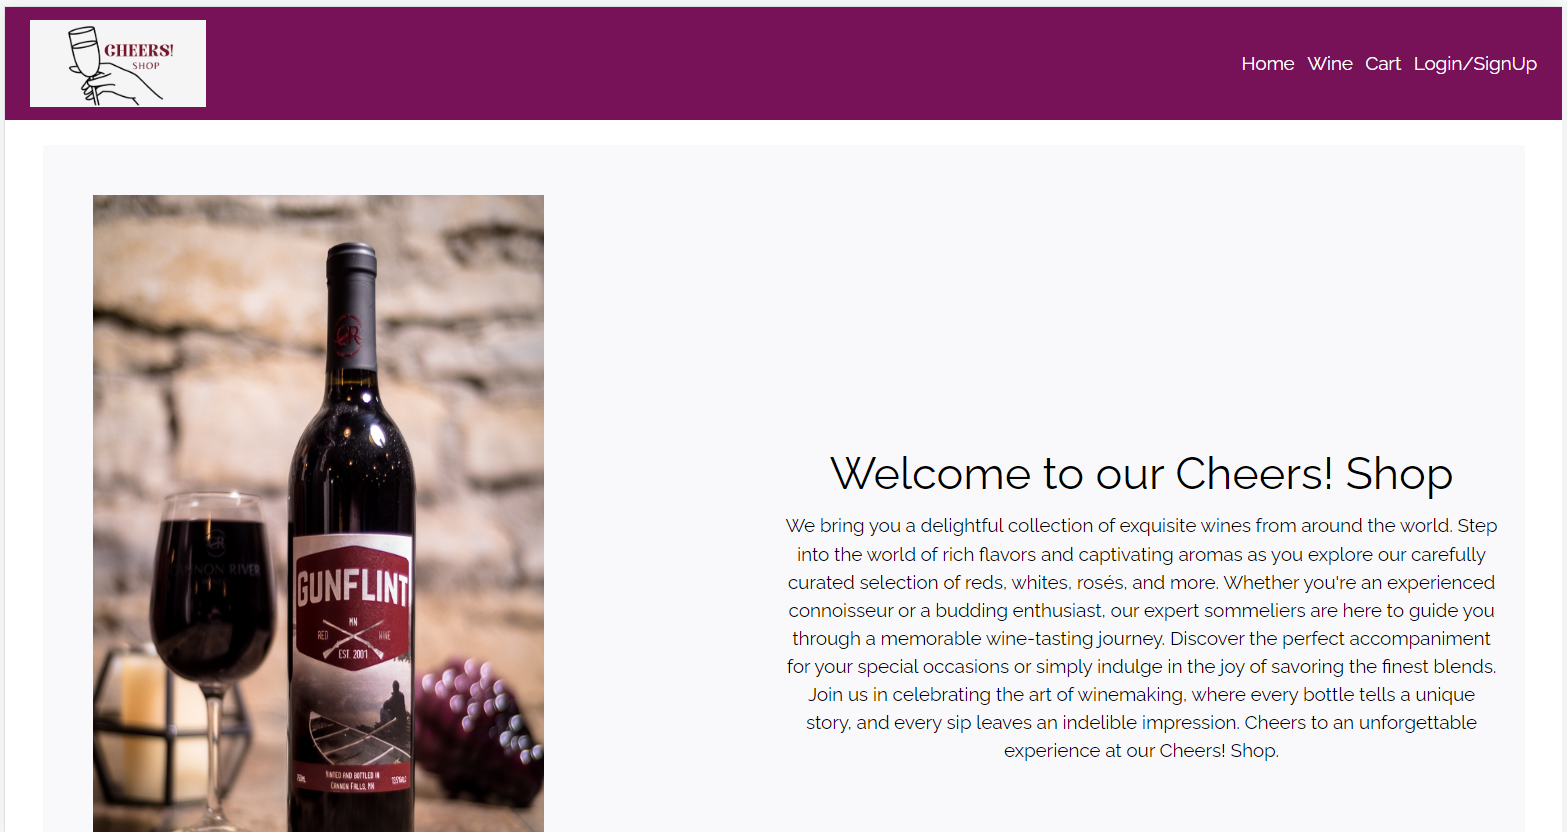 CHEERS!
SHOP
Home Wine Cart Login/SignUp
CR
GUNFLINT
MN
RED WINE
EST. 2001
CANNON RIVER
VINTED AND BOTTLED IN
CANNON FALLS, MN
750ML
Welcome to our Cheers! Shop
We bring you a delightful collection of exquisite wines from around the world. Step
into the world of rich flavors and captivating aromas as you explore our carefully
curated selection of reds, whites, rosés, and more. Whether you're an experienced
connoisseur or a budding enthusiast, our expert sommeliers are here to guide you
through a memorable wine-tasting journey. Discover the perfect accompaniment
for your special occasions or simply indulge in the joy of savoring the finest blends.
Join us in celebrating the art of winemaking, where every bottle tells a unique
story, and every sip leaves an indelible impression. Cheers to an unforgettable
experience at our Cheers! Shop.